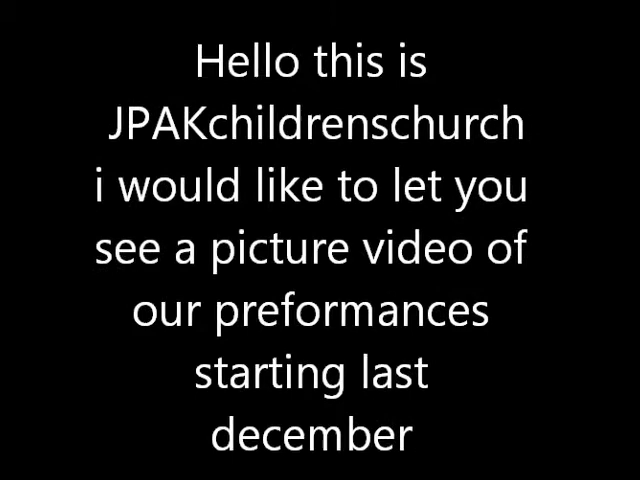 Hello this is
JPAKchildrenschurch
i would like to let you
see a picture video of
our preformances
starting last
december